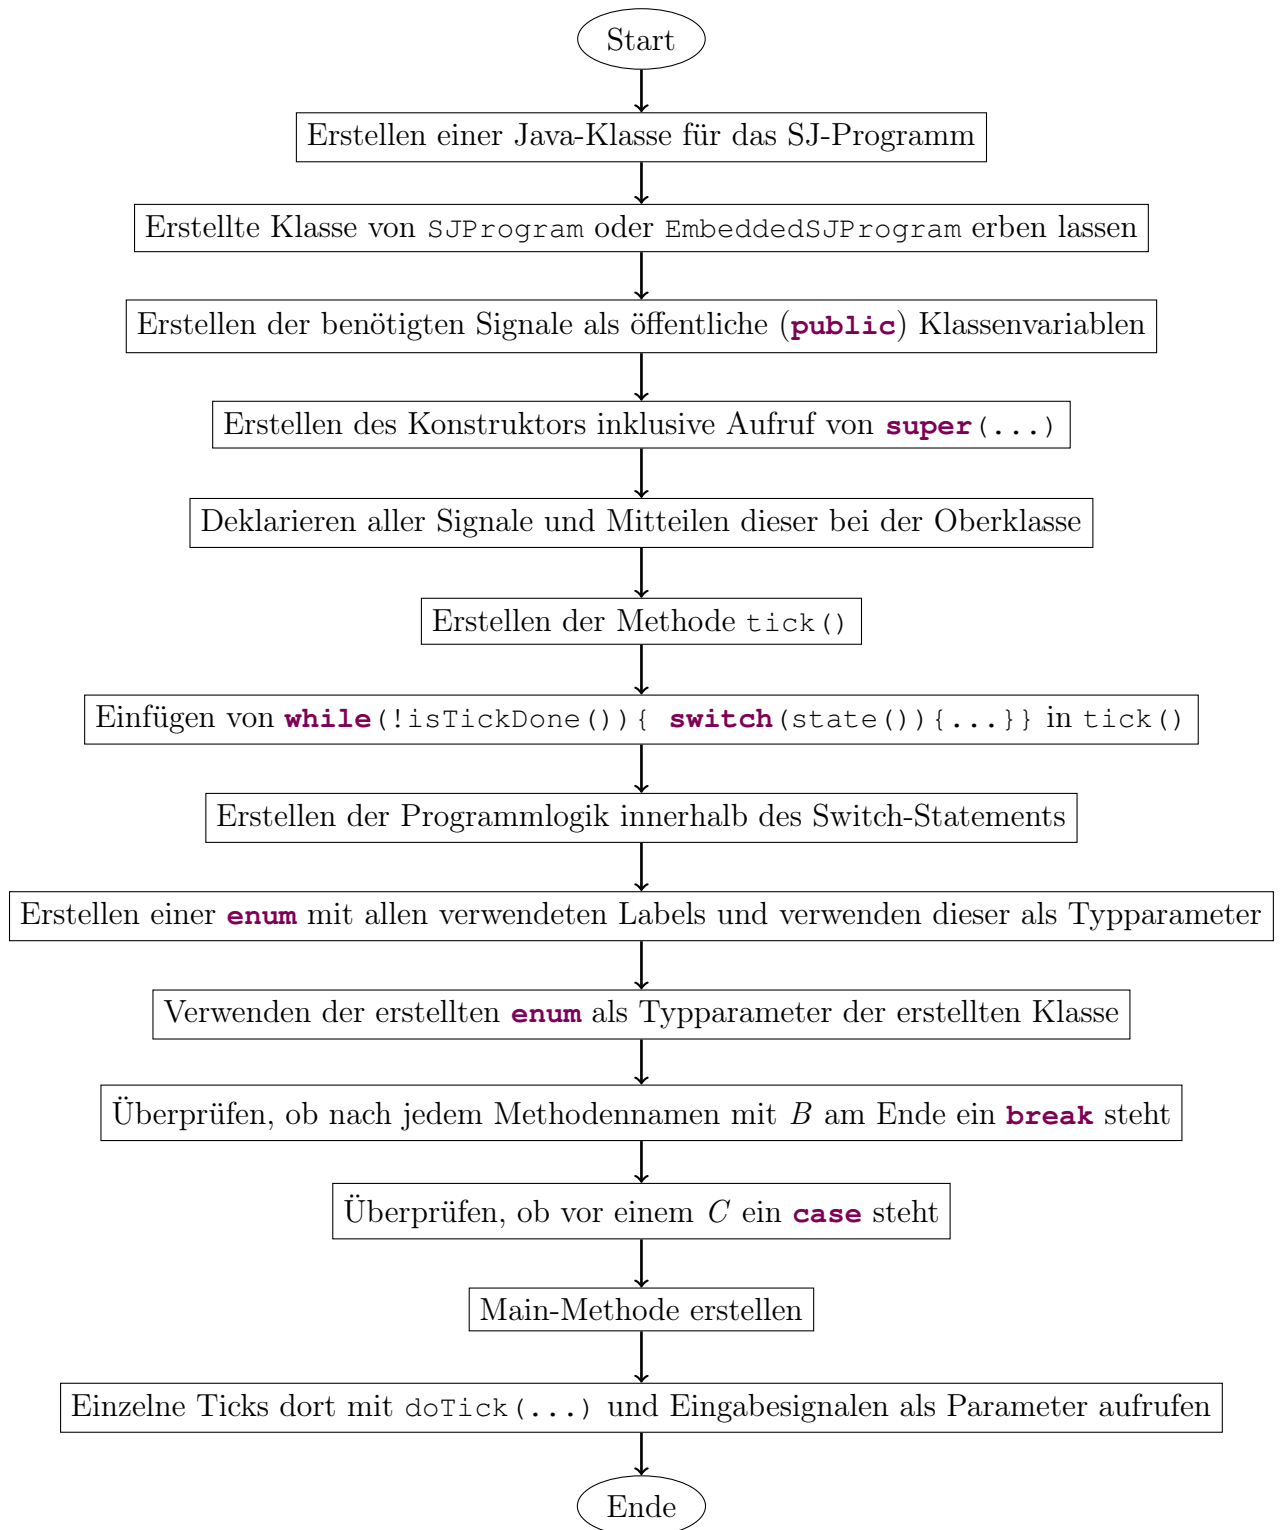 Start
Erstellen einer Java-Klasse für das SJ-Programm
Erstellte Klasse von SJProgram oder EmbeddedSJProgram erben lassen
Erstellen der benötigten Signale als öffentliche (public) Klassenvariablen
Erstellen des Konstruktors inklusive Aufruf von super(...)
Deklarieren aller Signale und Mitteilen dieser bei der Oberklasse
Erstellen der Methode tick()
Einfügen von while(!isTickDone()){ switch(state()){...}} in tick()
Erstellen der Programmlogik innerhalb des Switch-Statements
Erstellen einer enum mit allen verwendeten Labels und verwenden dieser als Typparameter
Verwenden der erstellten enum als Typparameter der erstellten Klasse
Überprüfen, ob nach jedem Methodennamen mit B am Ende ein break steht
Überprüfen, ob vor einem C ein case steht
Main-Methode erstellen
Einzelne Ticks dort mit doTick(...) und Eingabesignalen als Parameter aufrufen
Ende